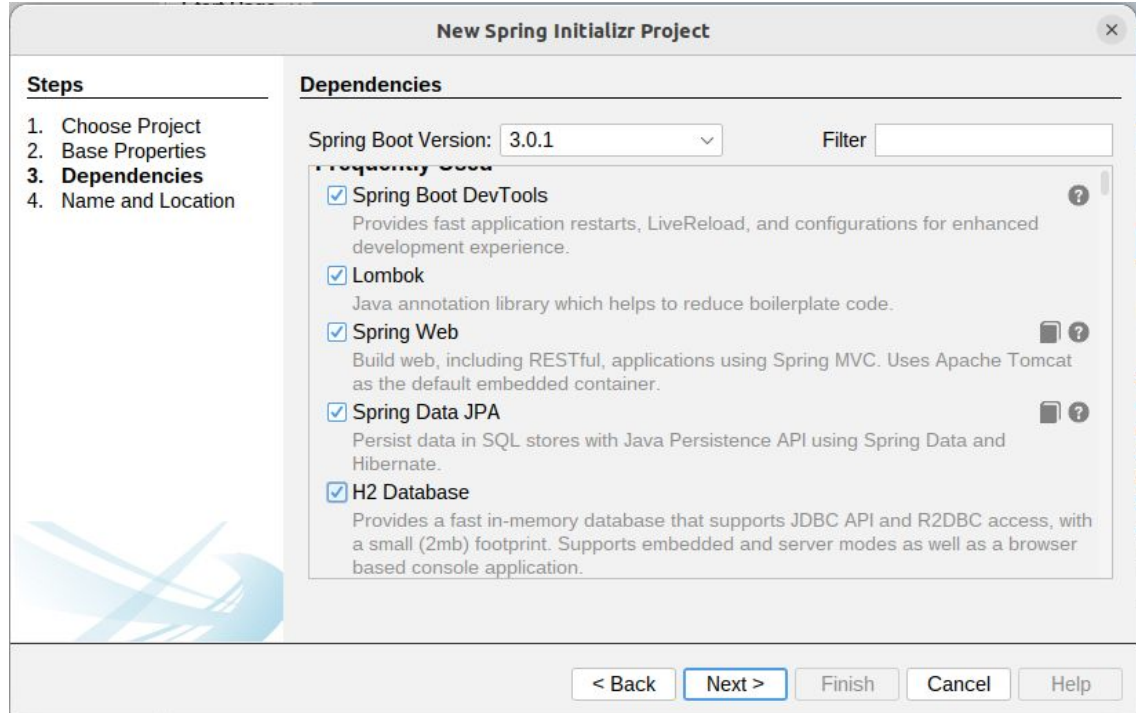 New Spring Initializr Project
Steps
1. Choose Project
2. Base Properties
3. Dependencies
4. Name and Location
Dependencies
Spring Boot Version: 3.0.1
Filter
Frequently Used
Spring Boot DevTools
Provides fast application restarts, LiveReload, and configurations for enhanced
development experience.
Lombok
Java annotation library which helps to reduce boilerplate code.
Spring Web
Build web, including RESTful, applications using Spring MVC. Uses Apache Tomcat
as the default embedded container.
Spring Data JPA
Persist data in SQL stores with Java Persistence API using Spring Data and
Hibernate.
H2 Database
Provides a fast in-memory database that supports JDBC API and R2DBC access, with
a small (2mb) footprint. Supports embedded and server modes as well as a browser
based console application.
< Back Next > Finish Cancel Help